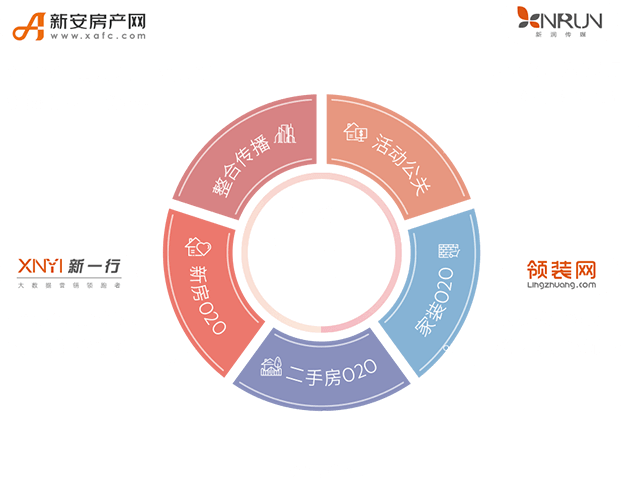 新安房产网
www.xafc.com
XNRUN
新润传媒
整合传播
活动公关
新房O2O
家装O2O
二手房O2O
XNYI 新一行
大数据营销领跑者
领装网
Lingzhuang.com